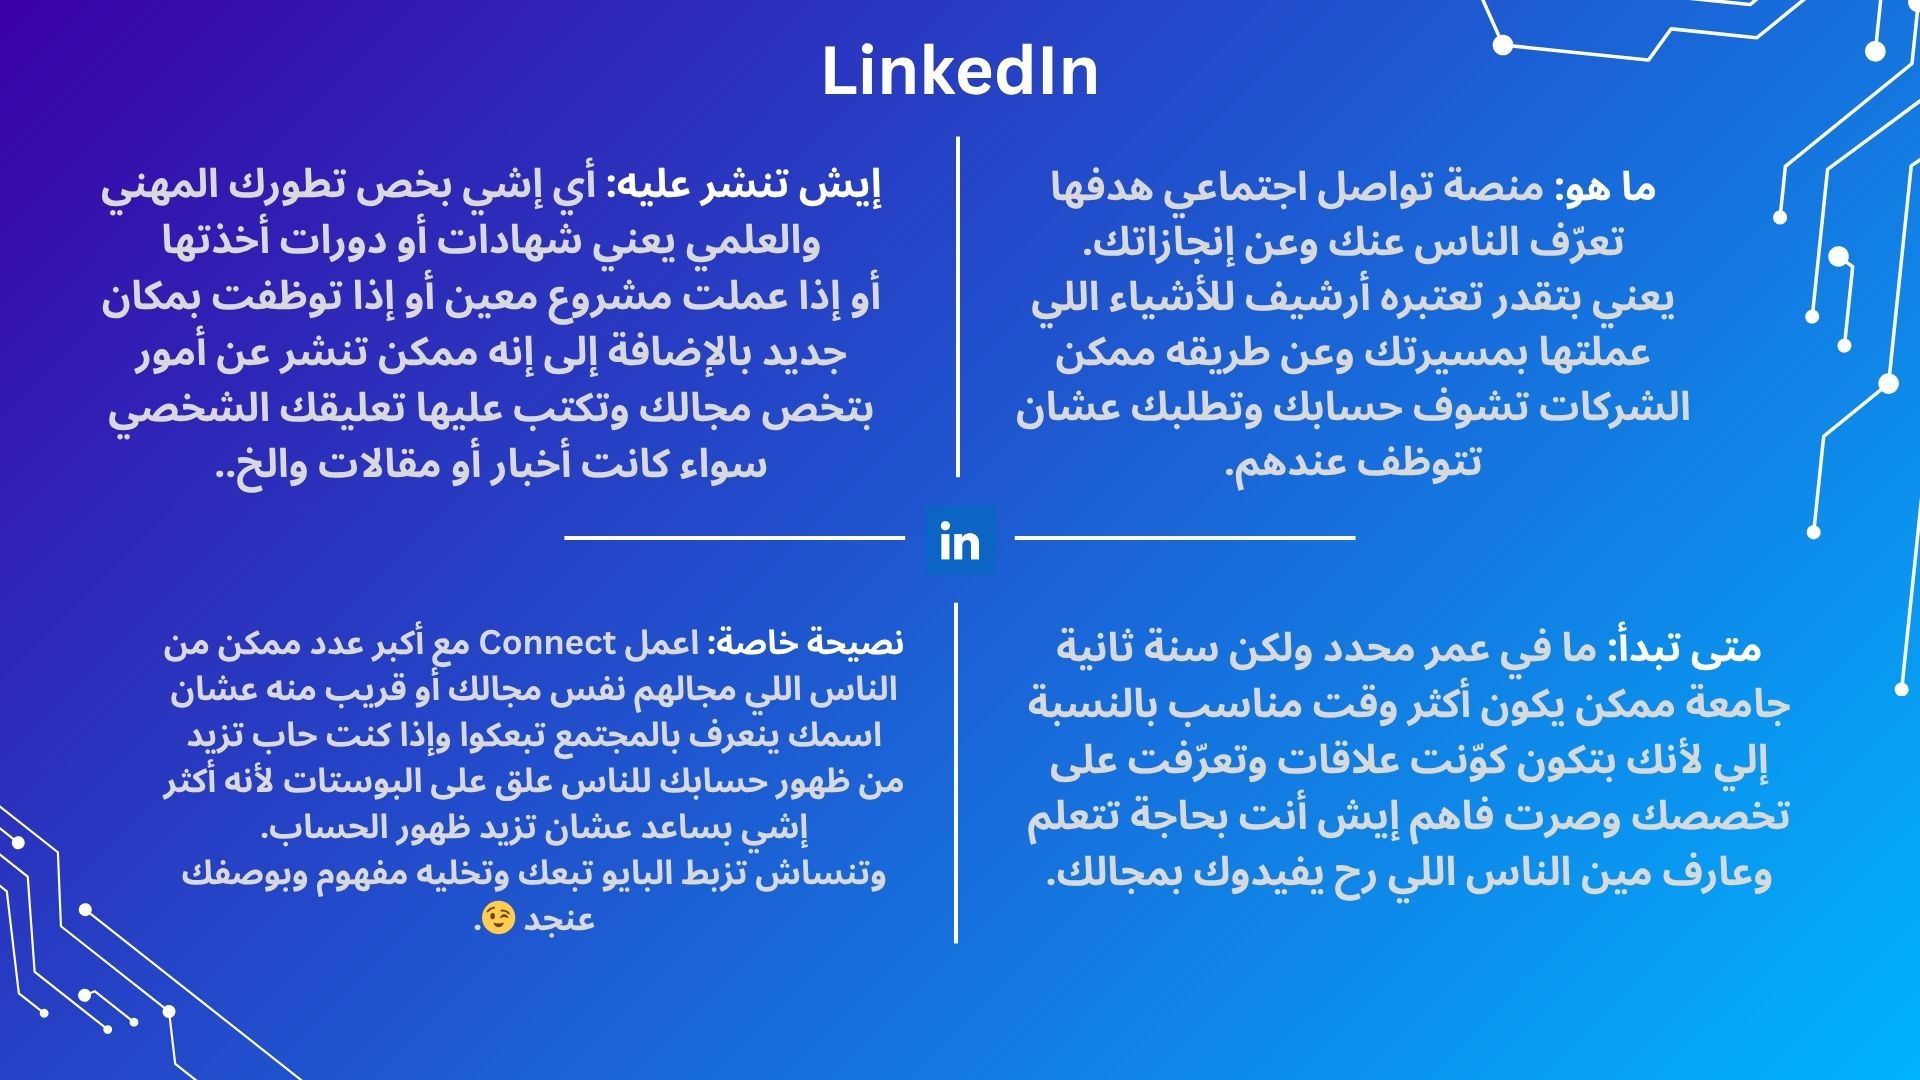 LinkedIn
ما هو: منصة تواصل اجتماعي هدفها
تعرّف الناس عنك وعن إنجازاتك.
يعني بتقدر تعتبره أرشيف للأشياء اللي
عملتها بمسيرتك وعن طريقه ممكن
الشركات تشوف حسابك وتطلبك عشان
تتوظف عندهم.
إيش تنشر عليه: أي إشي بخص تطورك المهني
والعلمي يعني شهادات أو دورات أخذتها
أو إذا عملت مشروع معين أو إذا توظفت بمكان
جديد بالإضافة إلى إنه ممكن تنشر عن أمور
بتخص مجالك وتكتب عليها تعليقك الشخصي
سواء كانت أخبار أو مقالات والخ..
in
متى تبدأ: ما في عمر محدد ولكن سنة ثانية
جامعة ممكن يكون أكثر وقت مناسب بالنسبة
إلي لأنك بتكون كوّنت علاقات وتعرّفت على
تخصصك وصرت فاهم إيش أنت بحاجة تتعلم
وعارف مين الناس اللي رح يفيدوك بمجالك.
نصيحة خاصة: اعمل Connect مع أكبر عدد ممكن من
الناس اللي مجالهم نفس مجالك أو قريب منه عشان
اسمك ينعرف بالمجتمع تبعكوا وإذا كنت حاب تزيد
من ظهور حسابك للناس علق على البوستات لأنه أكثر
إشي بساعد عشان تزيد ظهور الحساب.
وتنساش تزبط البايو تبعك وتخليه مفهوم وبوصفك
عنجد 😉.